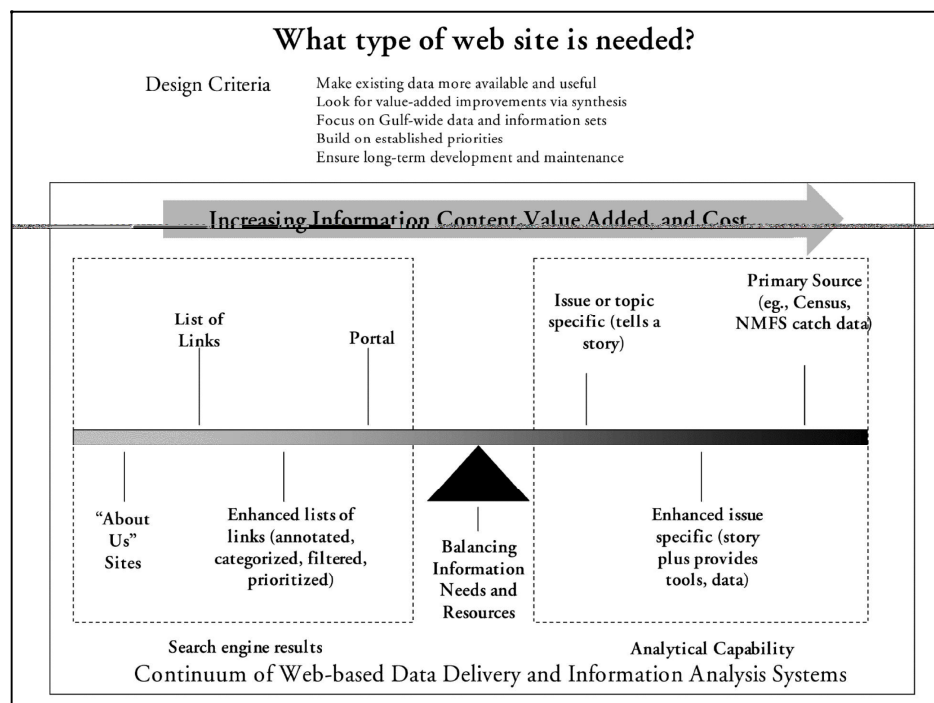 What type of web site is needed?
Design Criteria
Make existing data more available and useful
Look for value-added improvements via synthesis
Focus on Gulf-wide data and information sets
Build on established priorities
Ensure long-term development and maintenance
Increasing Information Content, Value Added, and Cost
List of
Links
Portal
Issue or topic
specific (tells a
story)
Primary Source
(eg., Census,
NMFS catch data)
“About
Us”
Sites
Enhanced lists of
links (annotated,
categorized, filtered,
prioritized)
Balancing
Information
Needs and
Resources
Enhanced issue
specific (story
plus provides
tools, data)
Search engine results
Analytical Capability
Continuum of Web-based Data Delivery and Information Analysis Systems